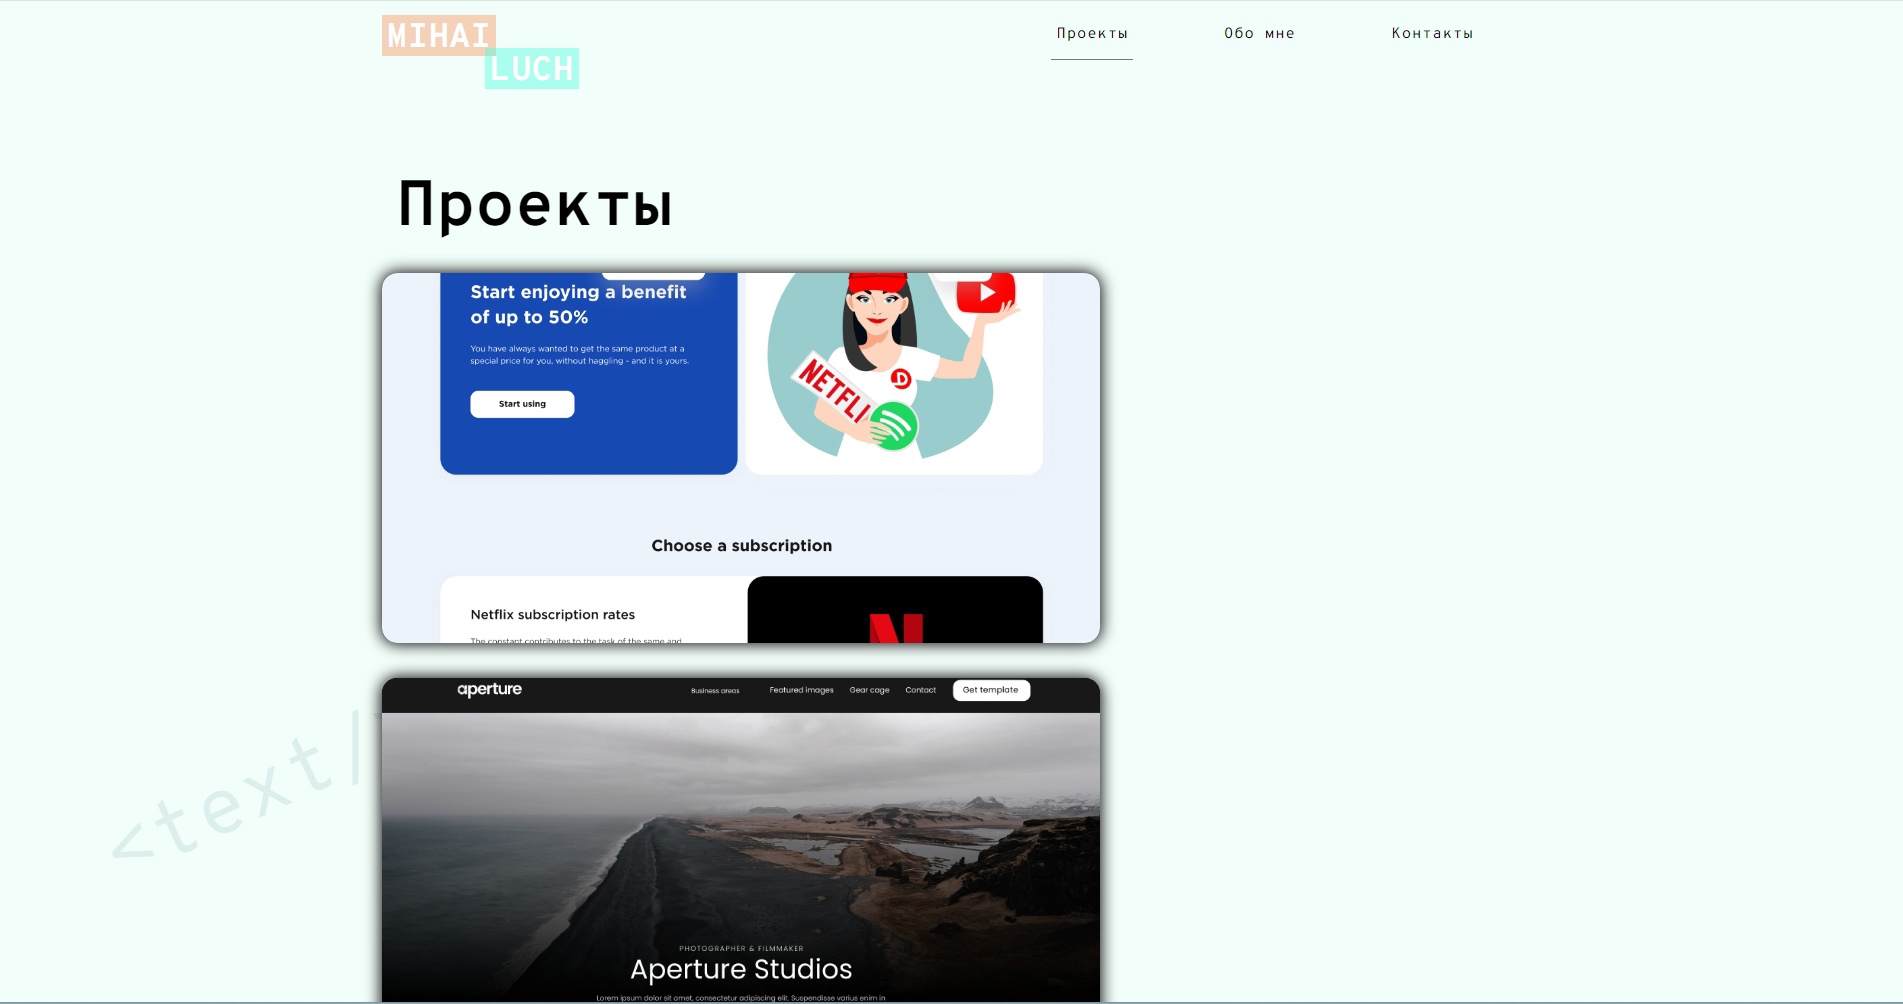 MIHAI
LUCH
Проекты
Обо мне
Контакты
Проекты
Start enjoying a benefit
of up to 50%
You have always wanted to get the same product at a
special price for you, without haggling - and it is yours.
Start using
NETFLI
D
Choose a subscription
Netflix subscription rates
The constant contributes to the task of the same and
N
<text/
aperture
Business areas
Featured images
Gear cage
Contact
Get template
PHOTOGRAPHER & FILMMAKER
Aperture Studios
Lorem ipsum dolor sit amet, consectetur adipiscing elit. Suspendisse varius enim in